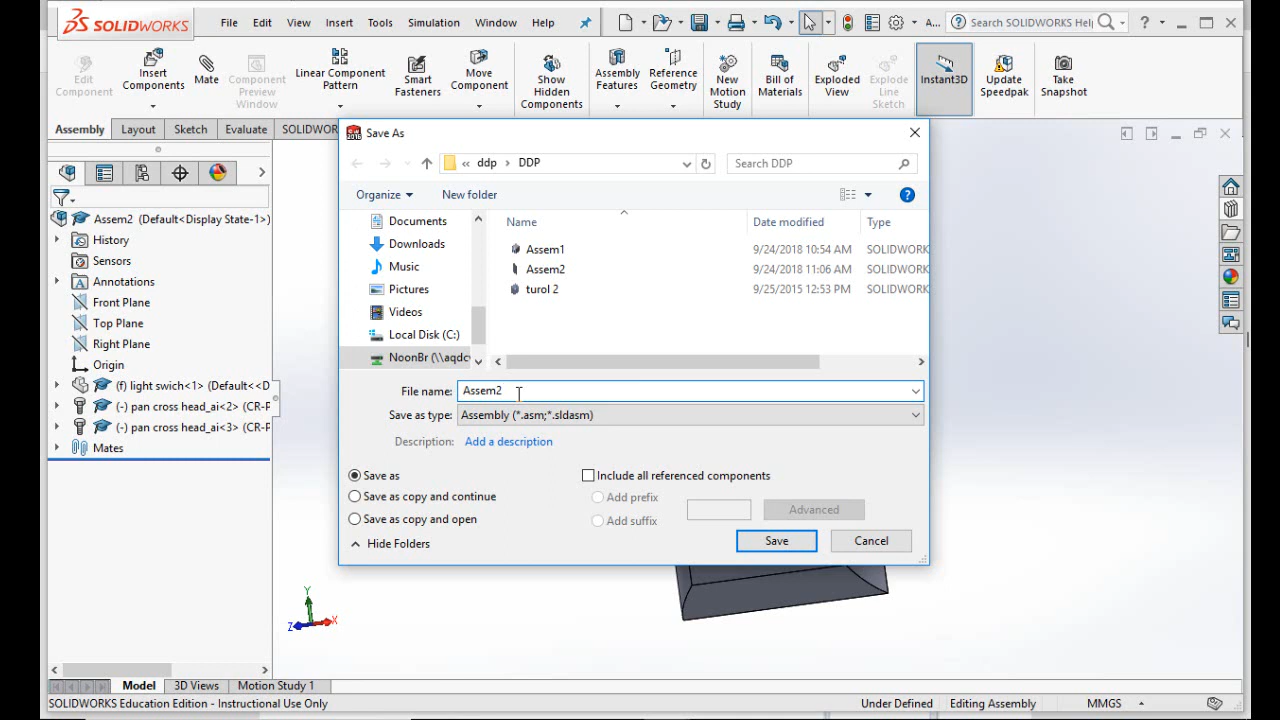 SOLIDWORKS File Edit View Insert Tools Simulation Window Help A... Search SOLIDWORKS Help
Edit Component
Insert Components
Mate
Component Preview Window
Linear Component Pattern
Smart Fasteners
Move Component
Show Hidden Components
Assembly Features
Reference Geometry
New Motion Study
Bill of Materials
Exploded View
Explode Line Sketch
Instant3D
Update Speedpak
Take Snapshot
Assembly Layout Sketch Evaluate SOLIDWOR
Save As
« ddp › DDP Search DDP
Organize New folder
Documents
Downloads
Music
Pictures
Videos
Local Disk (C:)
NoonBr (\\aqdc
Name Date modified Type
Assem1 9/24/2018 10:54 AM SOLIDWORK
Assem2 9/24/2018 11:06 AM SOLIDWORK
turol 2 9/25/2015 12:53 PM SOLIDWORK
File name: Assem2
Save as type: Assembly (*.asm;*.sldasm)
Description: Add a description
Save as
Save as copy and continue
Save as copy and open
Include all referenced components
Add prefix
Add suffix
Advanced
Hide Folders Save Cancel
Assem2 (Default<Display State-1>)
History
Sensors
Annotations
Front Plane
Top Plane
Right Plane
Origin
(f) light swich<1> (Default<<D
(-) pan cross head_ai<2> (CR-P
(-) pan cross head_ai<3> (CR-P
Mates
Y
Z X
Model 3D Views Motion Study 1
SOLIDWORKS Education Edition - Instructional Use Only Under Defined Editing Assembly MMGS